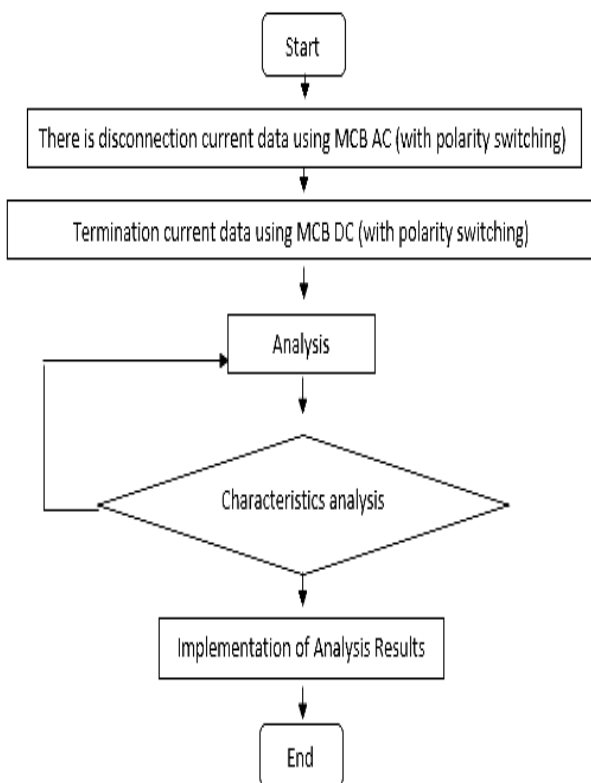 Start
There is disconnection current data using MCB AC (with polarity switching)
Termination current data using MCB DC (with polarity switching)
Analysis
Characteristics analysis
Implementation of Analysis Results
End